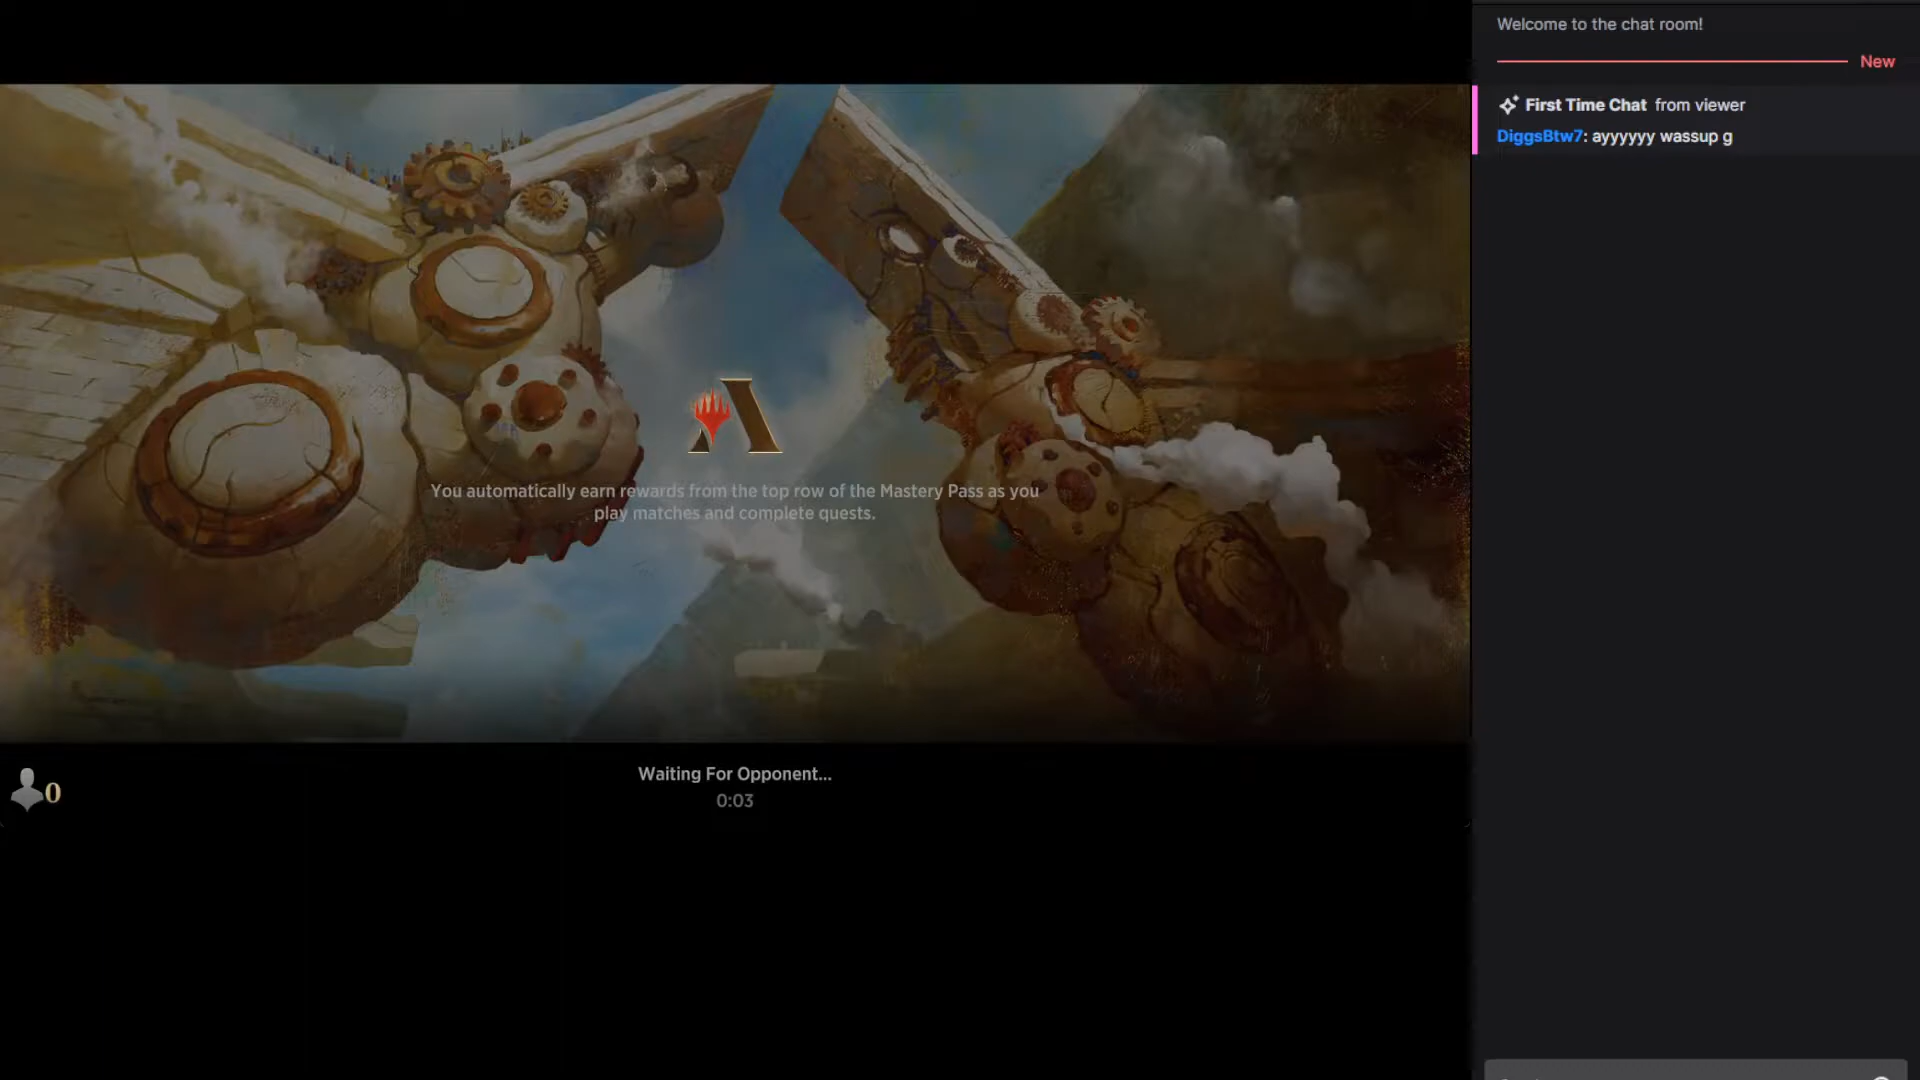 Welcome to the chat room!
New
First Time Chat from viewer
DiggsBtw7: ayyyyyy wassup g
You automatically earn rewards from the top row of the Mastery Pass as you
play matches and complete quests.
Waiting For Opponent...
0:03
0